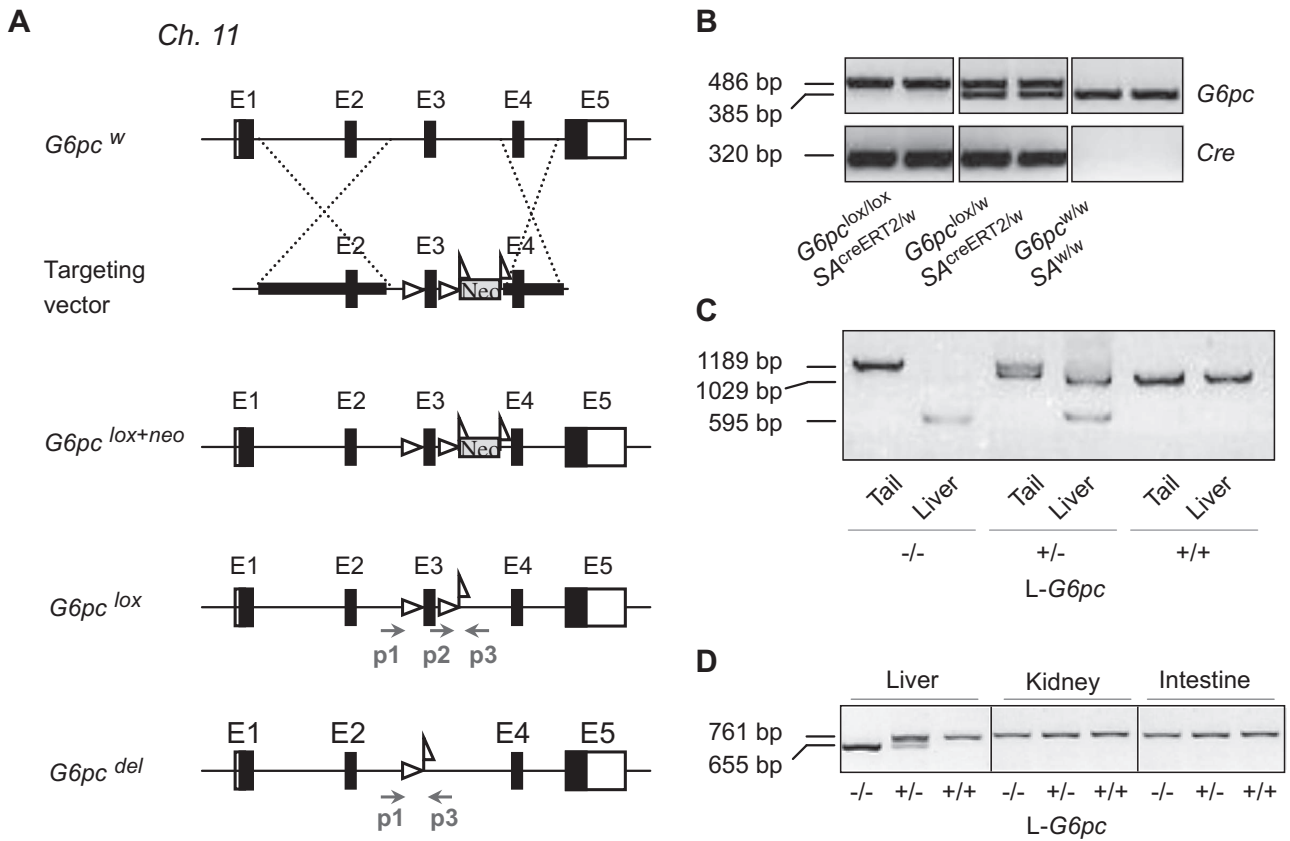 A
Ch. 11
E1 E2 E3 E4 E5
G6pc w
E2 E3 E4
Targeting
vector
Neo
E1 E2 E3 E4 E5
G6pc lox+neo
Neo
E1 E2 E3 E4 E5
G6pc lox
p1 p2 p3
E1 E2 E4 E5
G6pc del
p1 p3
B
486 bp
385 bp
G6pc
320 bp
Cre
G6pclox/lox
SAcreERT2/w
G6pclox/w
SAcreERT2/w
G6pcw/w
SAw/w
C
1189 bp
1029 bp
595 bp
Tail Liver Tail Liver Tail Liver
-/- +/- +/+
L-G6pc
D
Liver Kidney Intestine
761 bp
655 bp
-/- +/- +/+ -/- +/- +/+ -/- +/- +/+
L-G6pc